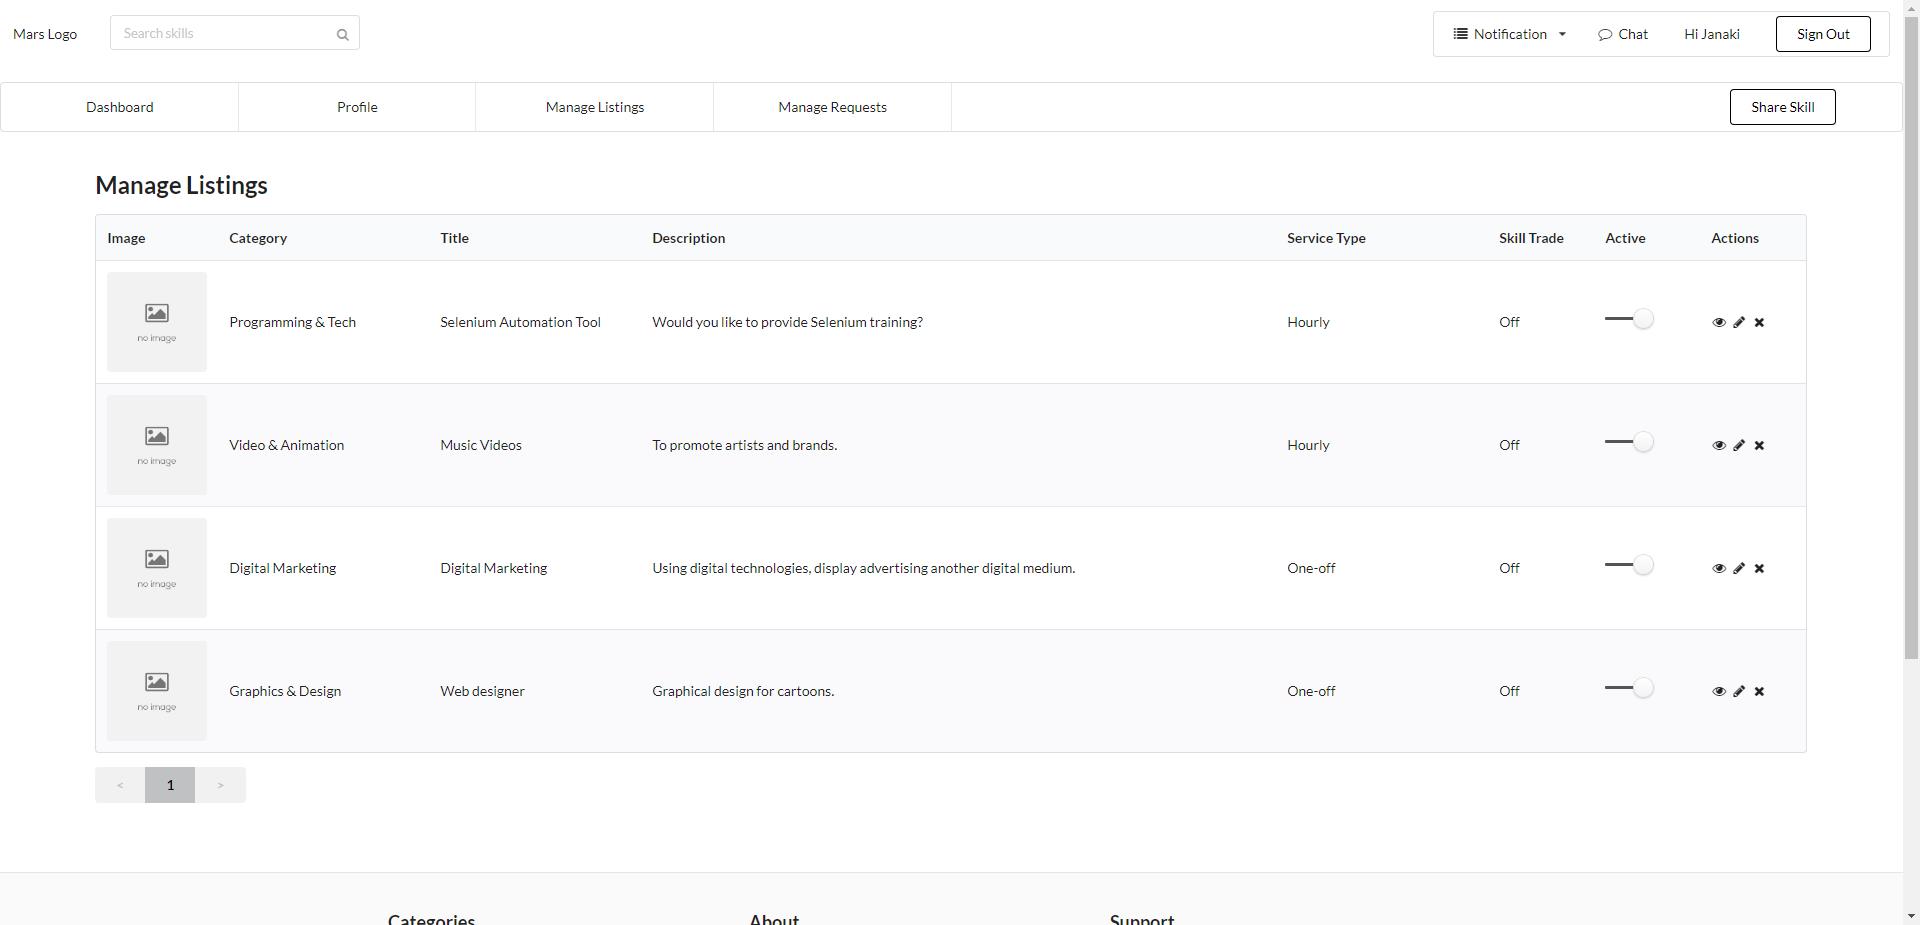 Mars Logo
Search skills
Notification
Chat
Hi Janaki
Sign Out
Dashboard
Profile
Manage Listings
Manage Requests
Share Skill
Manage Listings
Image Category Title Description Service Type Skill Trade Active Actions
no image
Programming & Tech Selenium Automation Tool Would you like to provide Selenium training? Hourly Off
no image
Video & Animation Music Videos To promote artists and brands. Hourly Off
no image
Digital Marketing Digital Marketing Using digital technologies, display advertising another digital medium. One-off Off
no image
Graphics & Design Web designer Graphical design for cartoons. One-off Off
< 1 >
Categories About Support